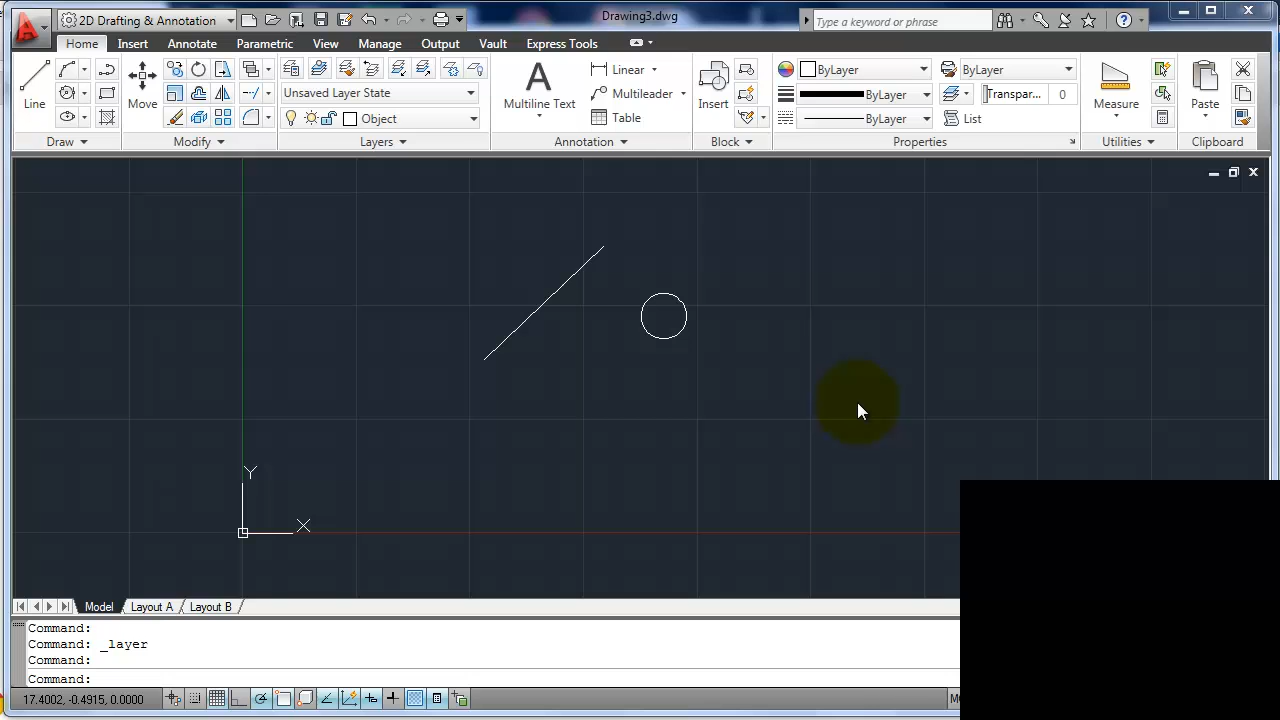 2D Drafting & Annotation
Drawing3.dwg
Type a keyword or phrase
Home Insert Annotate Parametric View Manage Output Vault Express Tools
Line
Move
Unsaved Layer State
Object
A
Multiline Text
Linear
Multileader
Table
Insert
ByLayer
ByLayer
ByLayer
ByLayer
Transpar... 0
List
Measure
Paste
Draw Modify Layers Annotation Block Properties Utilities Clipboard
Y
X
Model Layout A Layout B
Command:
Command: _layer
Command:
Command:
17.4002, -0.4915, 0.0000